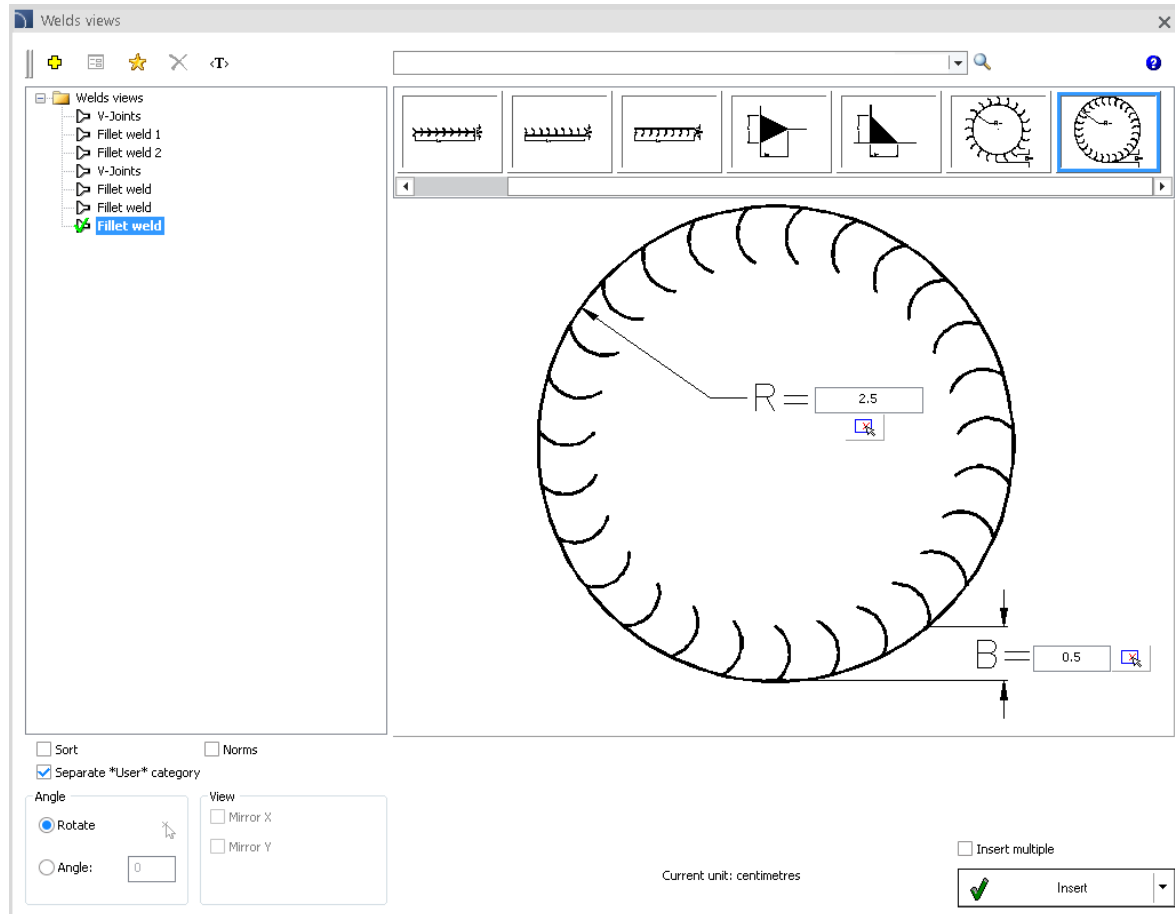 Welds views
<T>
?
Welds views
V-Joints
Fillet weld 1
Fillet weld 2
V-Joints
Fillet weld
Fillet weld
Fillet weld
R = 2.5
B = 0.5
Sort
Norms
Separate *User* category
Angle
View
Rotate
Mirror X
Mirror Y
Angle: 0
Current unit: centimetres
Insert multiple
Insert